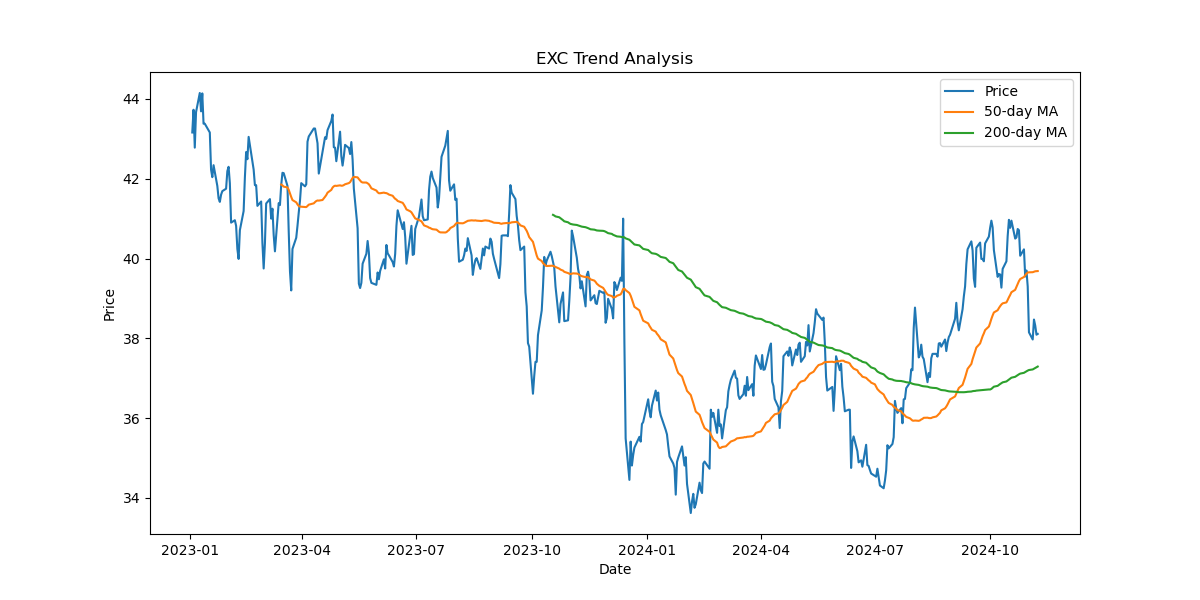 EXC Trend Analysis
Price
50-day MA
200-day MA
44
42
40
38
36
34
Price
2023-01
2023-04
2023-07
2023-10
2024-01
2024-04
2024-07
2024-10
Date